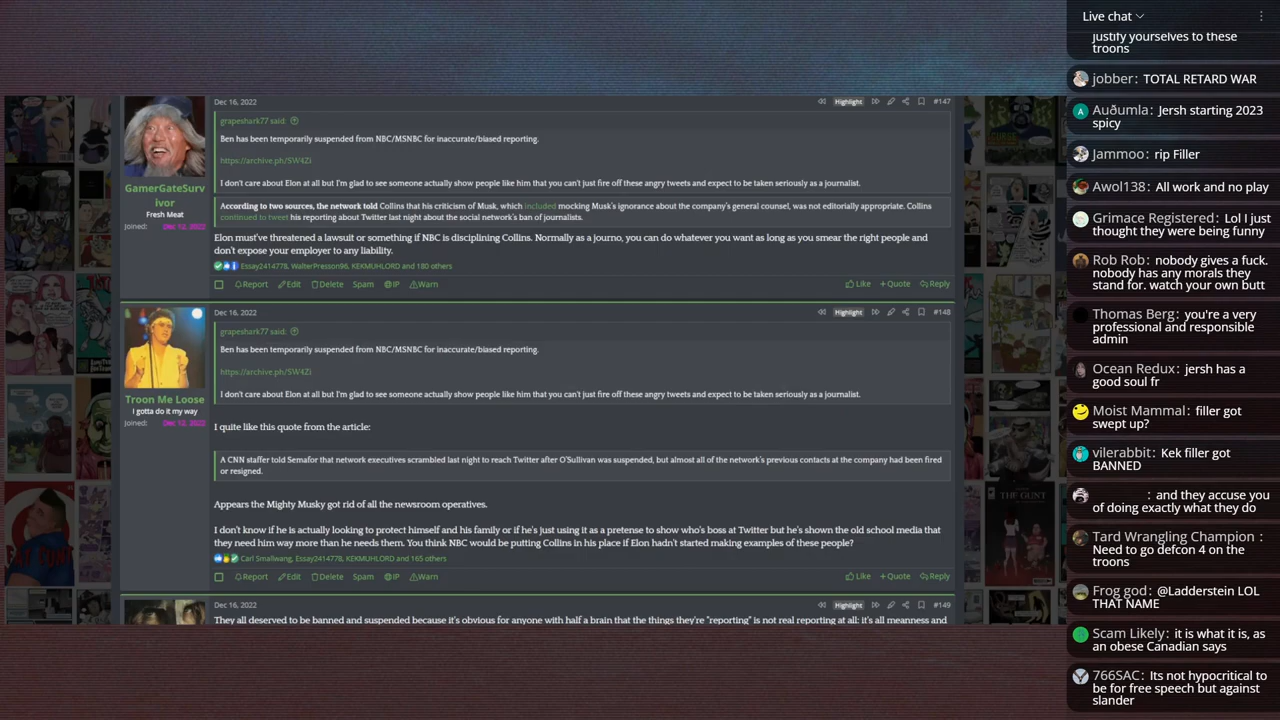 Dec 16, 2022
Highlight
#147
grapeshark77 said:
Ben has been temporarily suspended from NBC/MSNBC for inaccurate/biased reporting.
https://archive.ph/SW4Zi
I don't care about Elon at all but I'm glad to see someone actually show people like him that you can't just fire off these angry tweets and expect to be taken seriously as a journalist.
GamerGateSurv
ivor
Fresh Meat
Joined: Dec 12, 2022
According to two sources, the network told Collins that his criticism of Musk, which included mocking Musk's ignorance about the company's general counsel, was not editorially appropriate. Collins
continued to tweet his reporting about Twitter last night about the social network's ban of journalists.
Elon must've threatened a lawsuit or something if NBC is disciplining Collins. Normally as a journo, you can do whatever you want as long as you smear the right people and
don't expose your employer to any liability.
Essay2414778, WalterPresson96, KEKMUHLORD and 180 others
Report Edit Delete Spam IP Warn
Like +Quote Reply
Dec 16, 2022
Highlight
#148
grapeshark77 said:
Ben has been temporarily suspended from NBC/MSNBC for inaccurate/biased reporting.
https://archive.ph/SW4Zi
I don't care about Elon at all but I'm glad to see someone actually show people like him that you can't just fire off these angry tweets and expect to be taken seriously as a journalist.
Troon Me Loose
I gotta do it my way
Joined: Dec 12, 2022
I quite like this quote from the article:
A CNN staffer told Semafor that network executives scrambled last night to reach Twitter after O'Sullivan was suspended, but almost all of the network's previous contacts at the company had been fired
or resigned.
Appears the Mighty Musky got rid of all the newsroom operatives.
I don't know if he is actually looking to protect himself and his family or if he's just using it as a pretense to show who's boss at Twitter but he's shown the old school media that
they need him way more than he needs them. You think NBC would be putting Collins in his place if Elon hadn't started making examples of these people?
Carl Smallwang, Essay2414778, KEKMUHLORD and 165 others
Report Edit Delete Spam IP Warn
Like +Quote Reply
Dec 16, 2022
Highlight
#149
They all deserved to be banned and suspended because it's obvious for anyone with half a brain that the things they're "reporting" is not real reporting at all: it's all meanness and
THE GUNT
Live chat
justify yourselves to these
troons
jobber: TOTAL RETARD WAR
Auðumla: Jersh starting 2023
spicy
Jammoo: rip Filler
Awol138: All work and no play
Grimace Registered: Lol I just
thought they were being funny
Rob Rob: nobody gives a fuck.
nobody has any morals they
stand for. watch your own butt
Thomas Berg: you're a very
professional and responsible
admin
Ocean Redux: jersh has a
good soul fr
Moist Mammal: filler got
swept up?
vilerabbit: Kek filler got
BANNED
: and they accuse you
of doing exactly what they do
Tard Wrangling Champion :
Need to go defcon 4 on the
troons
Frog god: @Ladderstein LOL
THAT NAME
Scam Likely: it is what it is, as
an obese Canadian says
766SAC: Its not hypocritical to
be for free speech but against
slander